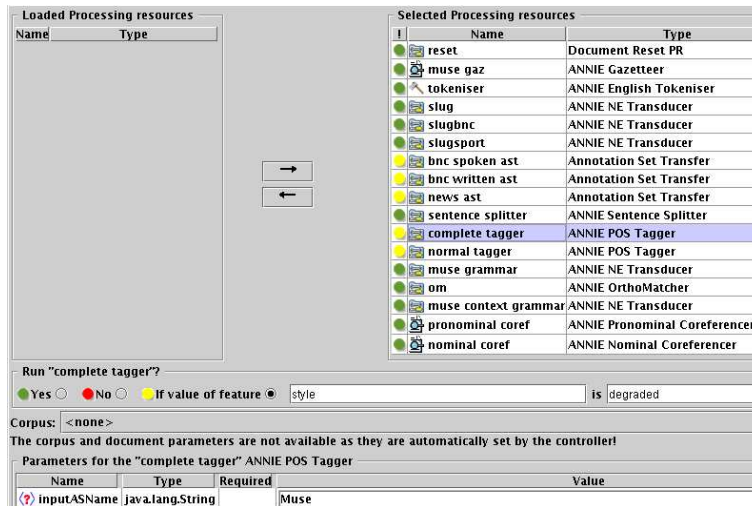 Loaded Processing resources
Name Type
Selected Processing resources
! Name Type
reset Document Reset PR
muse gaz ANNIE Gazetteer
tokeniser ANNIE English Tokeniser
slug ANNIE NE Transducer
slugbnc ANNIE NE Transducer
slugsport ANNIE NE Transducer
bnc spoken ast Annotation Set Transfer
bnc written ast Annotation Set Transfer
news ast Annotation Set Transfer
sentence splitter ANNIE Sentence Splitter
complete tagger ANNIE POS Tagger
normal tagger ANNIE POS Tagger
muse grammar ANNIE NE Transducer
om ANNIE OrthoMatcher
muse context grammar ANNIE NE Transducer
pronominal coref ANNIE Pronominal Coreferencer
nominal coref ANNIE Nominal Coreferencer
Run "complete tagger"?
Yes No If value of feature style is degraded
Corpus: <none>
The corpus and document parameters are not available as they are automatically set by the controller!
Parameters for the "complete tagger" ANNIE POS Tagger
Name Type Required Value
(?) inputASName java.lang.String Muse